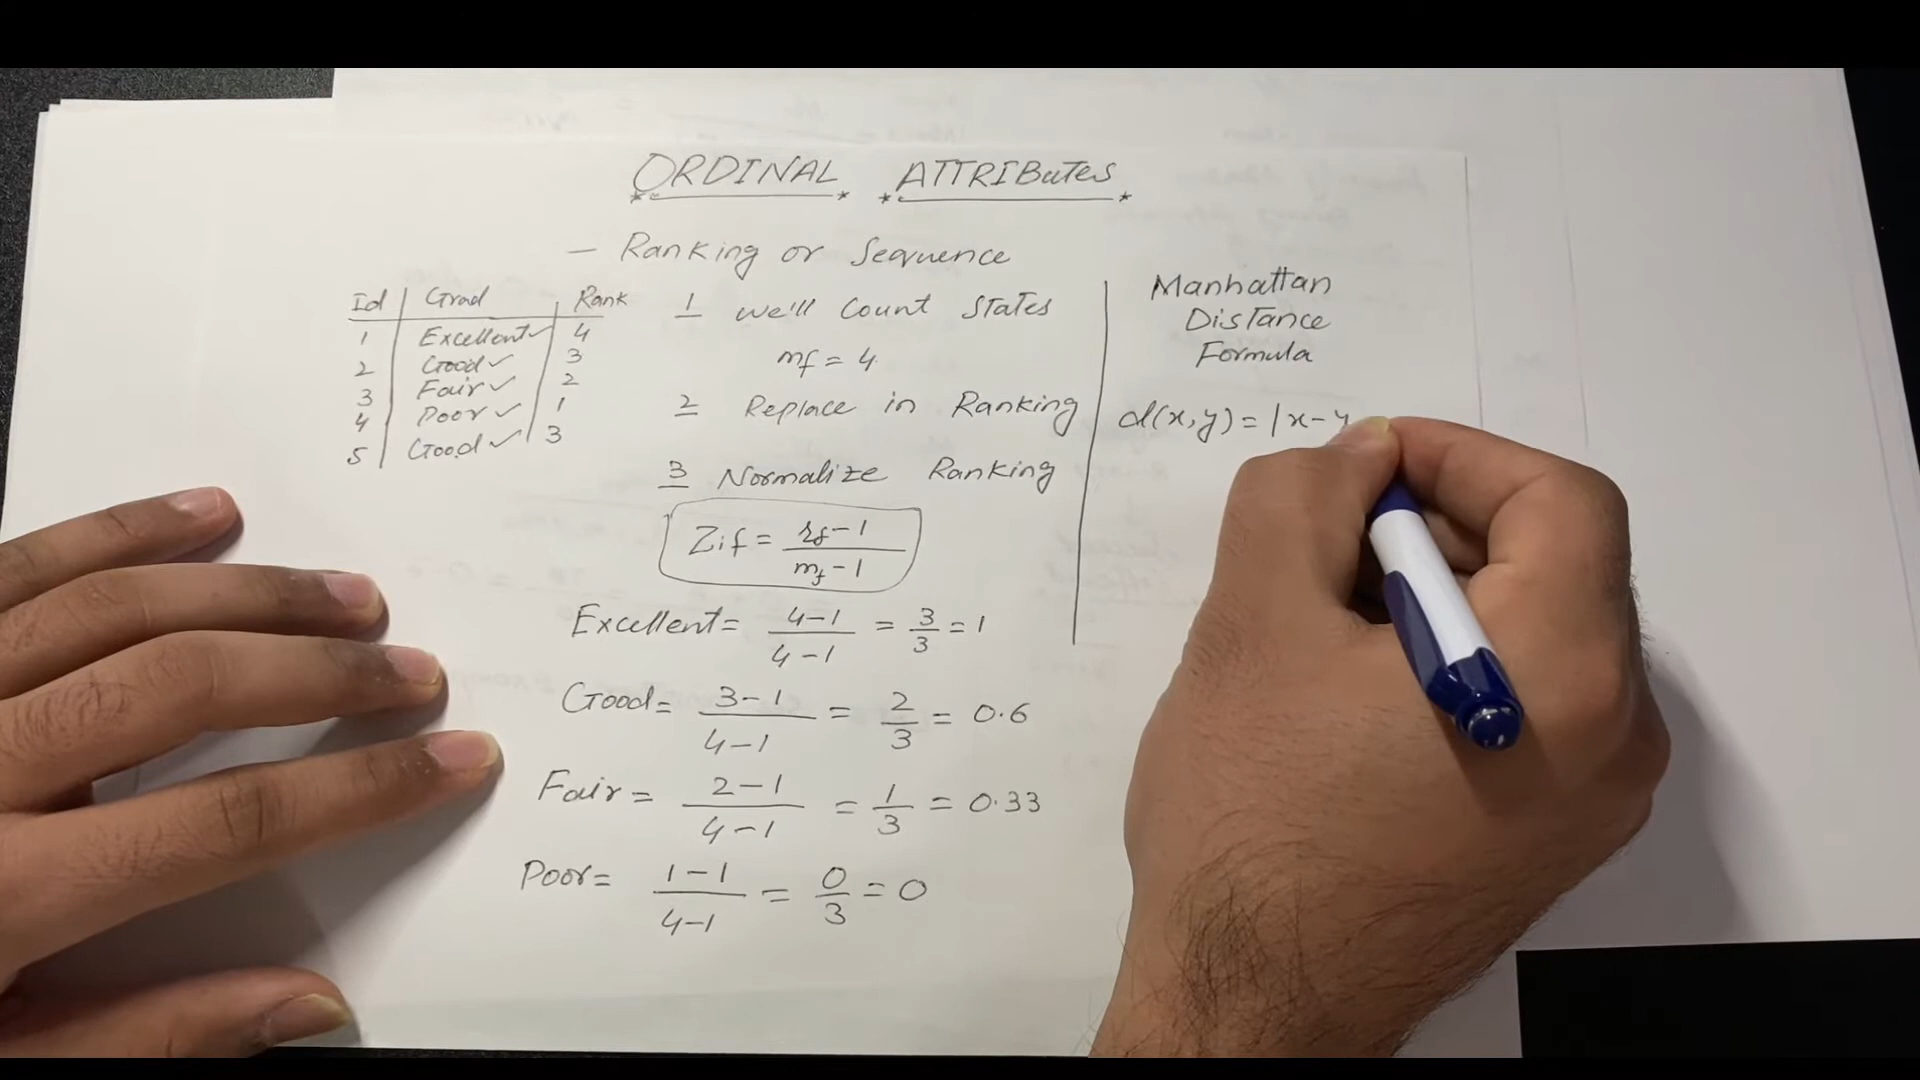 ORDINAL ATTRIButes
— Ranking or Sequence
Id | Grad | Rank
1 | Excellent ✓ | 4
2 | Good ✓ | 3
3 | Fair ✓ | 2
4 | Poor ✓ | 1
5 | Good ✓ | 3
1 we'll Count States
mf = 4
2 Replace in Ranking
3 Normalize Ranking
Zif = rf-1
mf-1
Excellent = 4-1 = 3 = 1
4-1 3
Good = 3-1 = 2 = 0.6
4-1 3
Fair = 2-1 = 1 = 0.33
4-1 3
Poor = 1-1 = 0 = 0
4-1 3
Manhattan
Distance
Formula
d(x,y) = |x-y